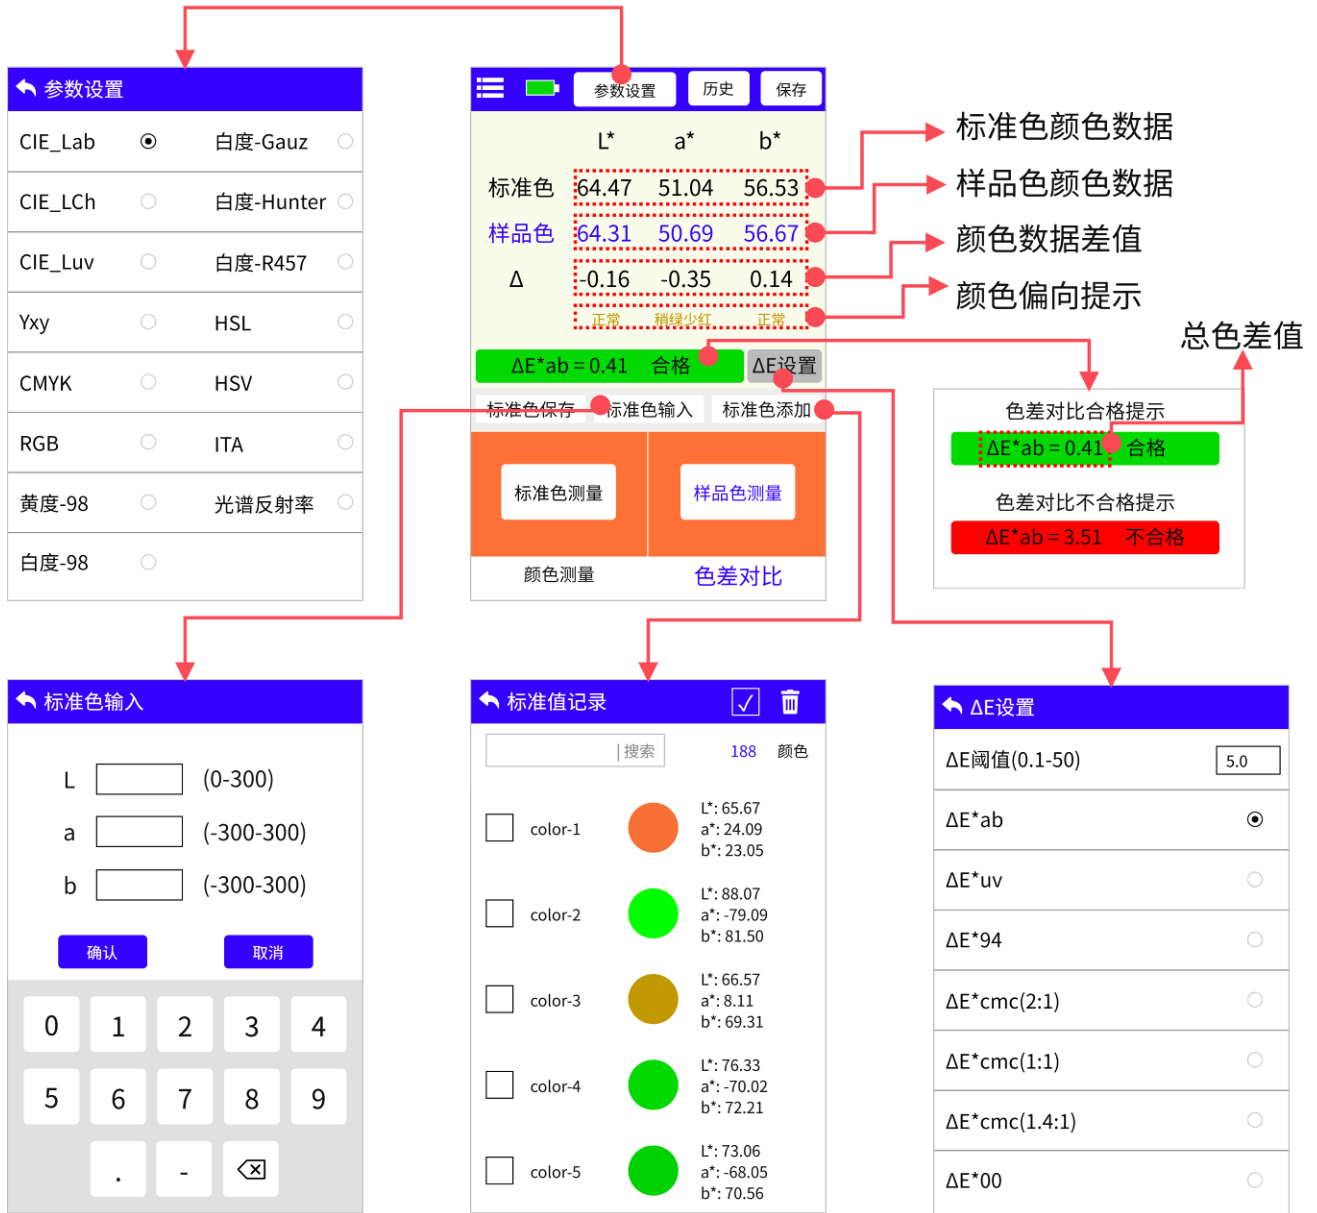 参数设置
CIE_Lab 白度-Gauz
CIE_LCh 白度-Hunter
CIE_Luv 白度-R457
Yxy HSL
CMYK HSV
RGB ITA
黄度-98 光谱反射率
白度-98
参数设置 历史 保存
L* a* b*
标准色 64.47 51.04 56.53
样品色 64.31 50.69 56.67
Δ -0.16 -0.35 0.14
正常 稍绿少红 正常
ΔE*ab = 0.41 合格 ΔE设置
标准色保存 标准色输入 标准色添加
标准色测量 样品色测量
颜色测量 色差对比
标准色颜色数据
样品色颜色数据
颜色数据差值
颜色偏向提示
总色差值
色差对比合格提示
ΔE*ab = 0.41 合格
色差对比不合格提示
ΔE*ab = 3.51 不合格
标准色输入
L (0-300)
a (-300-300)
b (-300-300)
确认 取消
0 1 2 3 4
5 6 7 8 9
. -
标准值记录
搜索 188 颜色
L*: 65.67
color-1 a*: 24.09
b*: 23.05
L*: 88.07
color-2 a*: -79.09
b*: 81.50
L*: 66.57
color-3 a*: 8.11
b*: 69.31
L*: 76.33
color-4 a*: -70.02
b*: 72.21
L*: 73.06
color-5 a*: -68.05
b*: 70.56
ΔE设置
ΔE阈值(0.1-50) 5.0
ΔE*ab
ΔE*uv
ΔE*94
ΔE*cmc(2:1)
ΔE*cmc(1:1)
ΔE*cmc(1.4:1)
ΔE*00